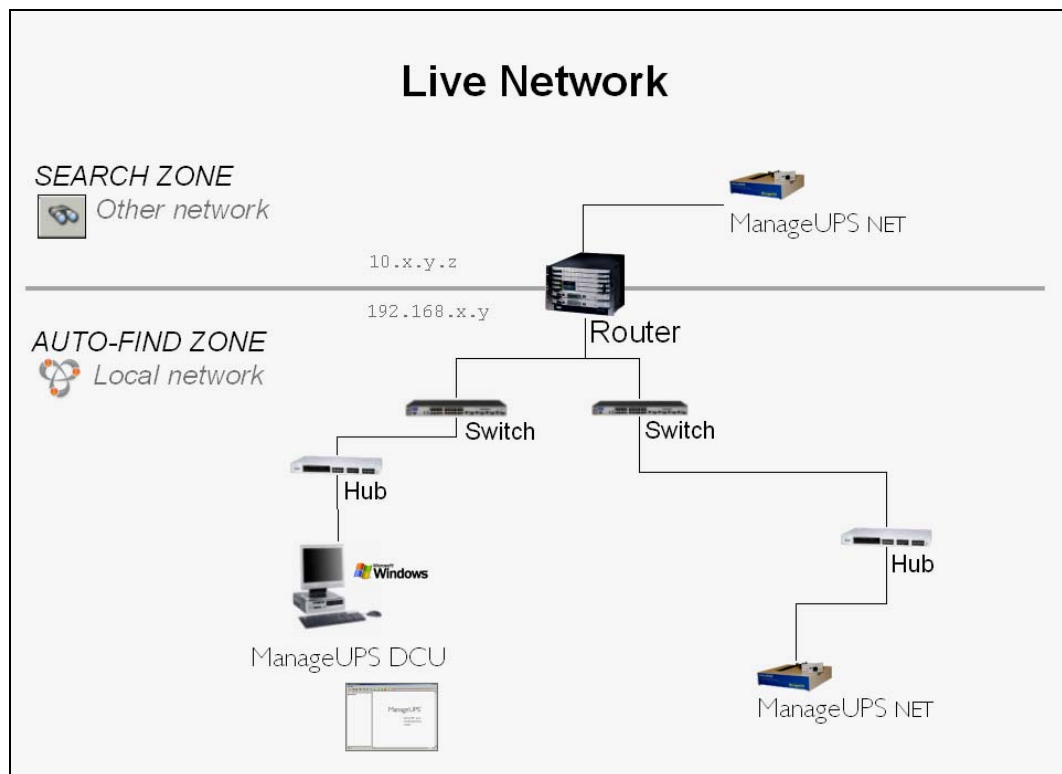 Live Network
SEARCH ZONE
Other network
ManageUPS NET
10.x.y.z
192.168.x.y
Router
AUTO-FIND ZONE
Local network
Switch
Switch
Hub
Microsoft
Windows
Hub
ManageUPS DCU
ManageUPS
ManageUPS NET